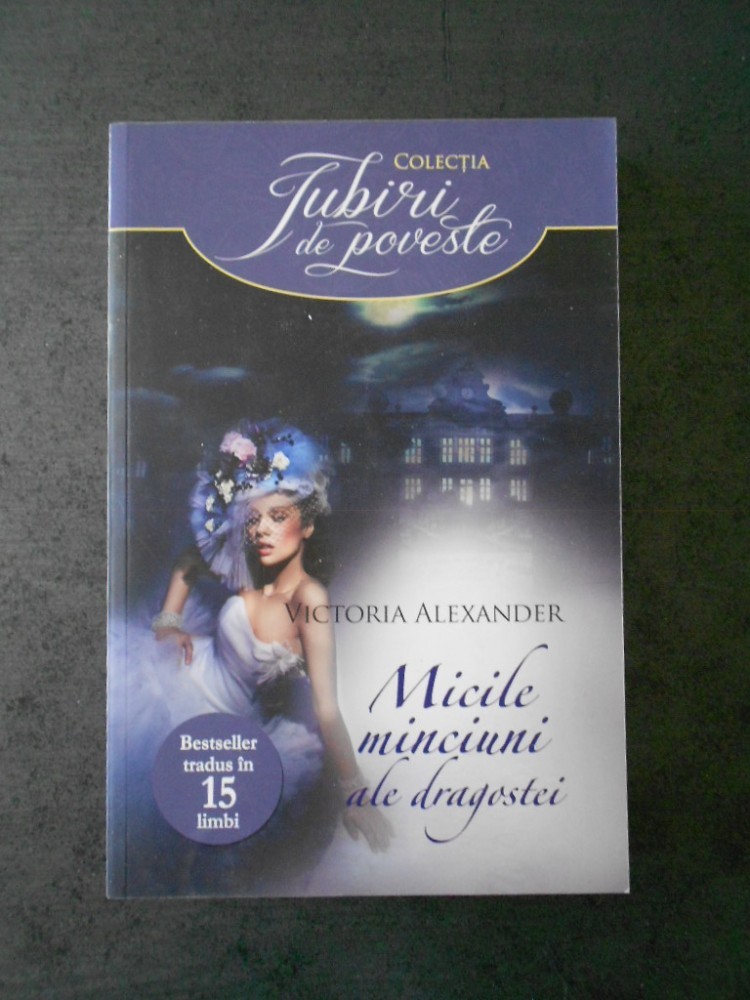 COLECȚIA
Iubiri
de poveste
VICTORIA ALEXANDER
Micile
minciuni
ale dragostei
Bestseller
tradus în
15
limbi